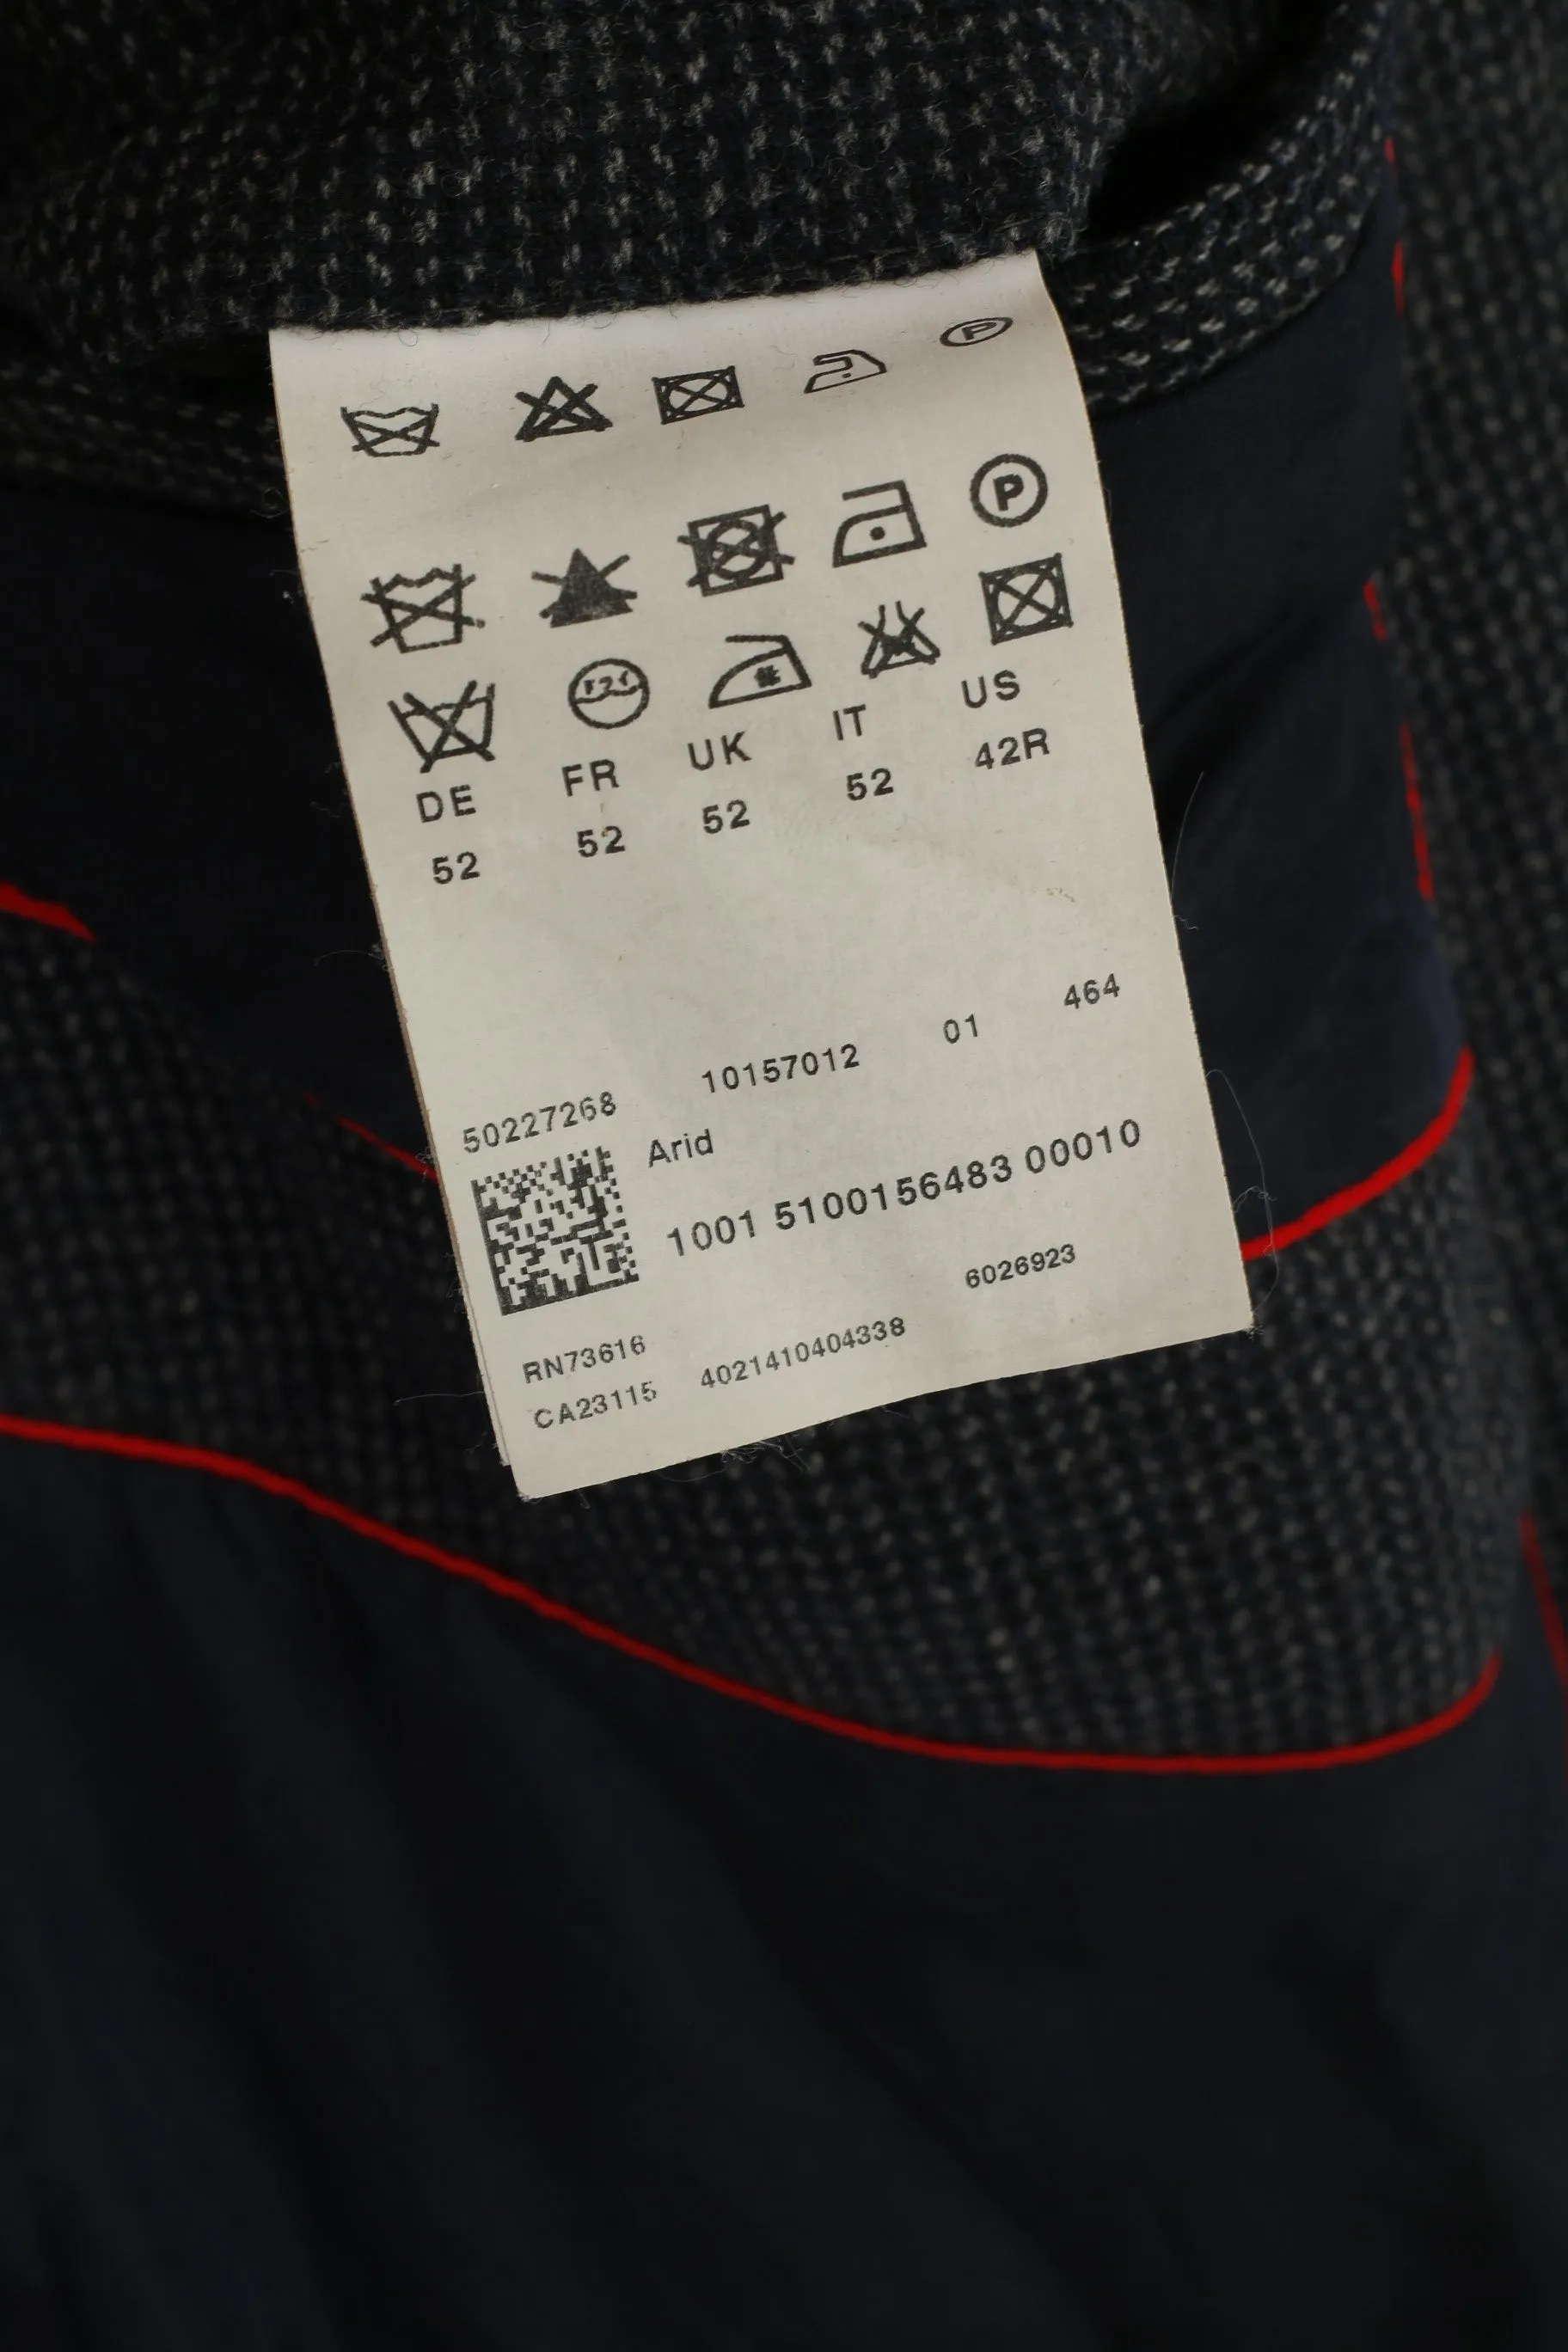 P
P
DE FR UK IT US
52 52 52 52 42R
50227268 10157012 01 464
Arid
1001 5100156483 00010
6026923
RN73616
CA23115 4021410404338